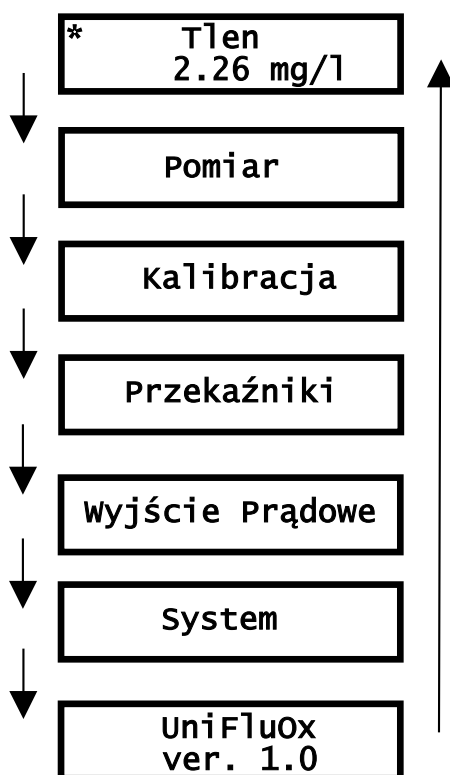 * Tlen
2.26 mg/l
Pomiar
Kalibracja
Przekaźniki
Wyjście Prądowe
System
UniFluOx
ver. 1.0